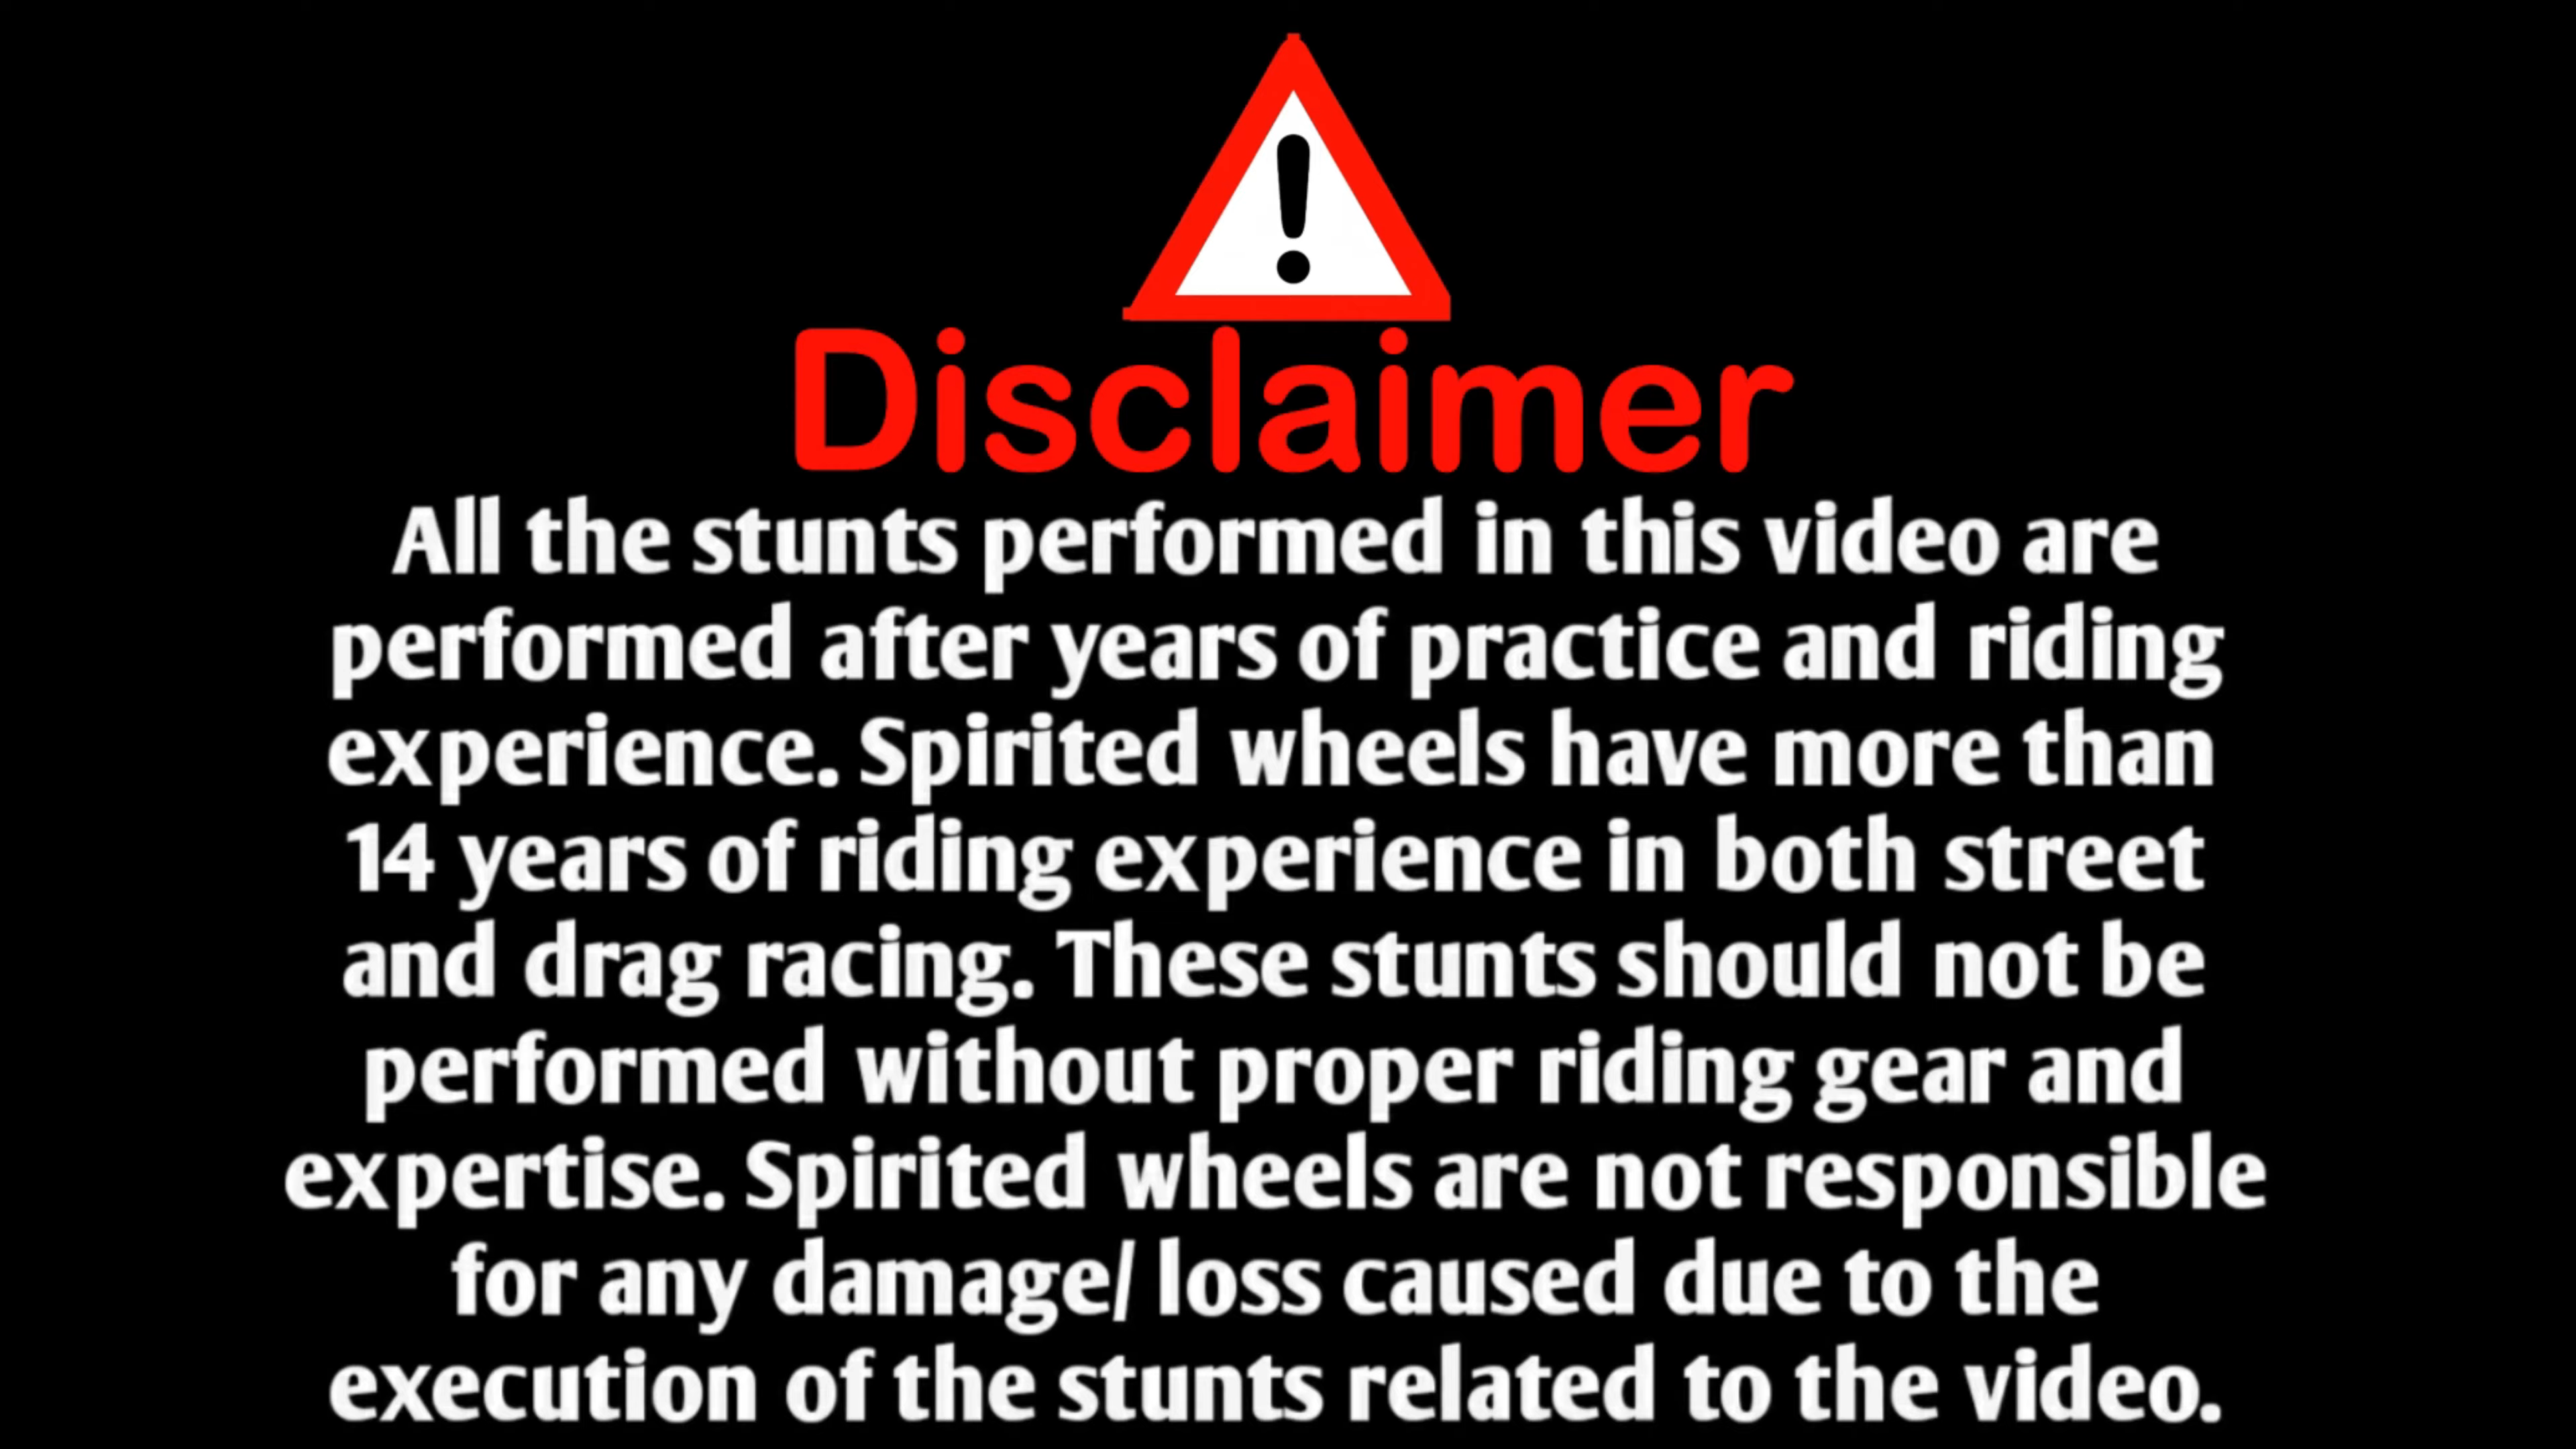 !
Disclaimer
All the stunts performed in this video are
performed after years of practice and riding
experience. Spirited wheels have more than
14 years of riding experience in both street
and drag racing. These stunts should not be
performed without proper riding gear and
expertise. Spirited wheels are not responsible
for any damage/ loss caused due to the
execution of the stunts related to the video.